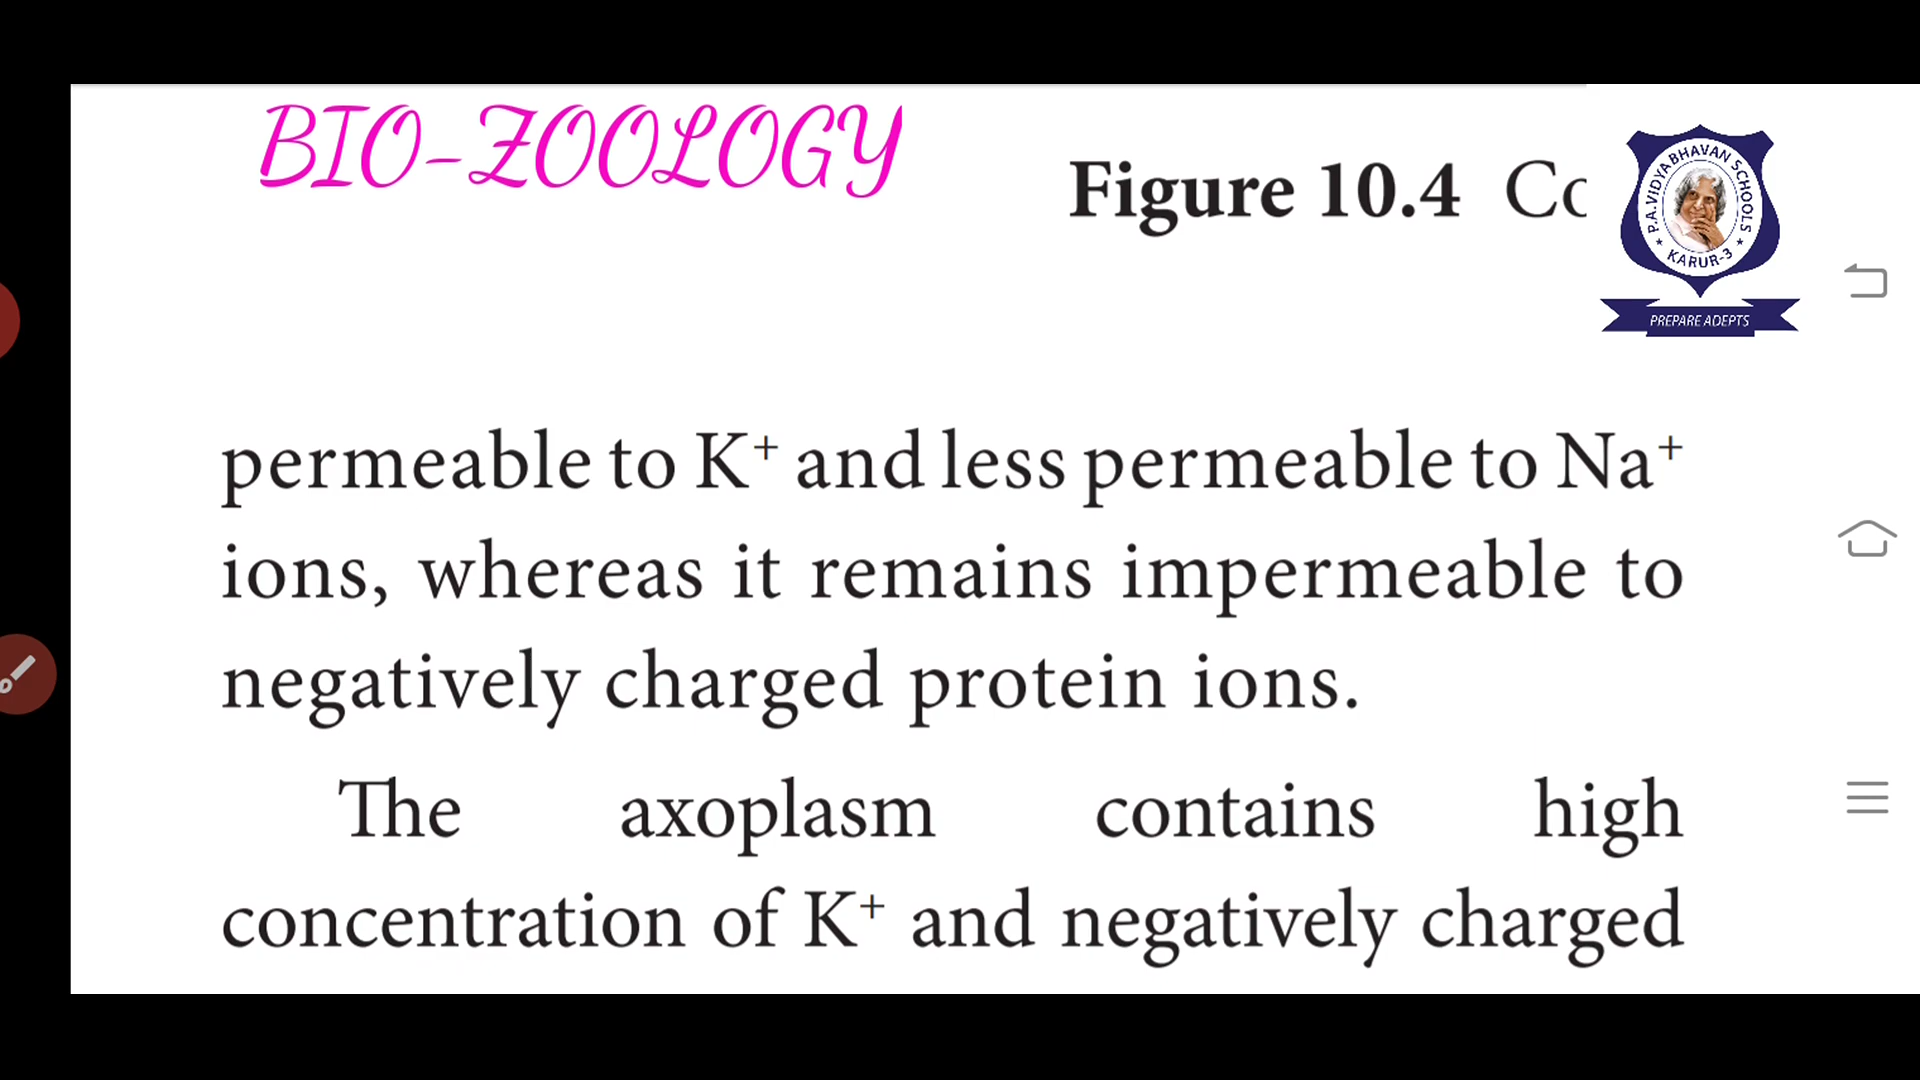 BIO-ZOOLOGY
Figure 10.4 Co
P.A.VIDYA BHAVAN SCHOOLS
★ KARUR-3 ★
PREPARE ADEPTS
permeable to K⁺ and less permeable to Na⁺
ions, whereas it remains impermeable to
negatively charged protein ions.
The axoplasm contains high
concentration of K⁺ and negatively charged